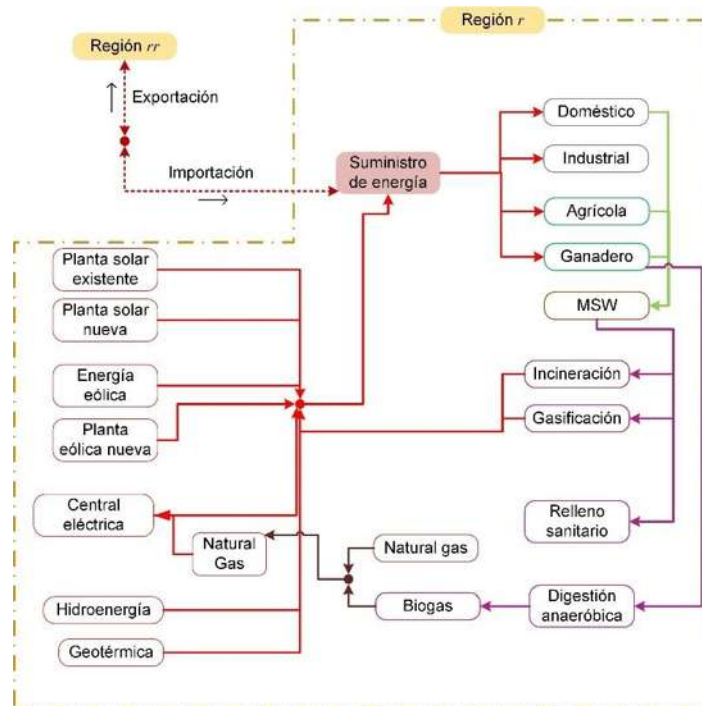 Región r
Región rr
Exportación
Importación
Suministro
de energía
Doméstico
Industrial
Agrícola
Ganadero
MSW
Planta solar
existente
Planta solar
nueva
Energía
eólica
Planta
eólica nueva
Incineración
Gasificación
Central
eléctrica
Natural
Gas
Natural gas
Relleno
sanitario
Hidroenergía
Biogas
Digestión
anaeróbica
Geotérmica